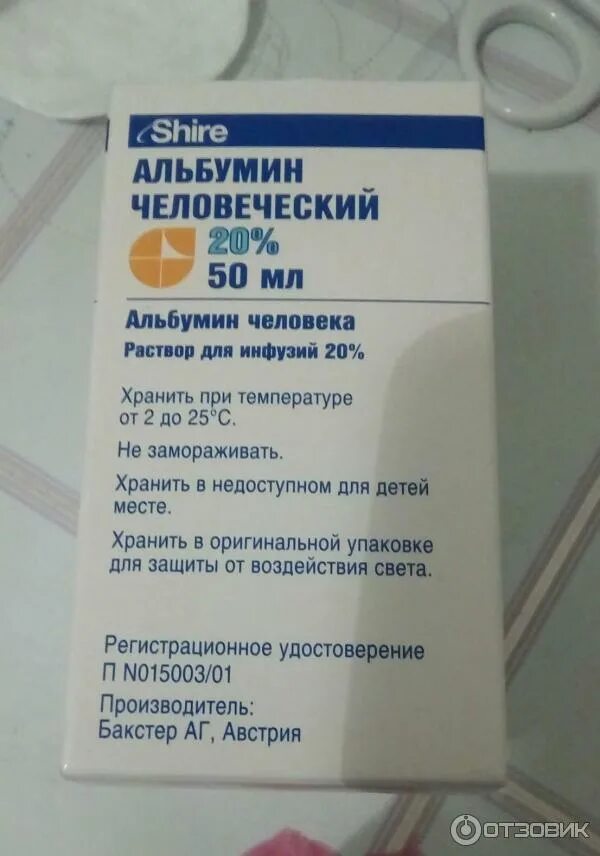 Shire
АЛЬБУМИН
ЧЕЛОВЕЧЕСКИЙ
20%
50 мл
Альбумин человека
Раствор для инфузий 20%
Хранить при температуре
от 2 до 25°С.
Не замораживать.
Хранить в недоступном для детей
месте.
Хранить в оригинальной упаковке
для защиты от воздействия света.
Регистрационное удостоверение
П N015003/01
Производитель:
Бакстер АГ, Австрия
ОТЗОВИК